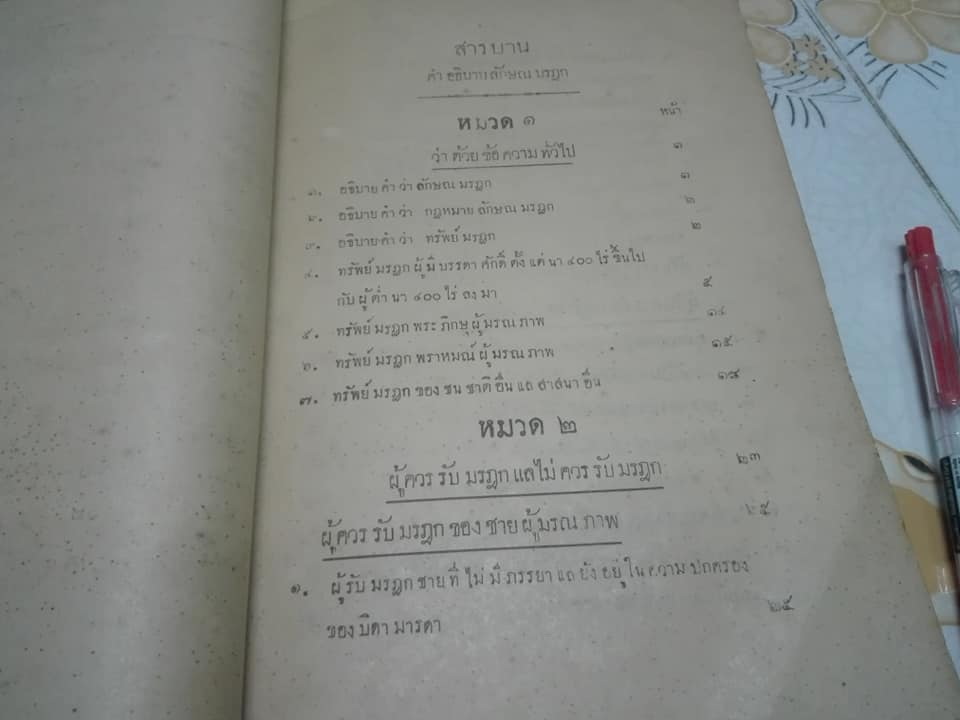 สารบาน
คำ อธิบาย ลักษณ มรฎก
หน้า
หมวด ๑
ว่า ด้วย ข้อ ความ ทั่วไป ๑
๑. อธิบาย คำ ว่า ลักษณ มรฎก ๑
๒. อธิบาย คำ ว่า กฎหมาย ลักษณ มรฎก ๒
๓. อธิบาย คำ ว่า ทรัพย์ มรฎก ๒
๔. ทรัพย์ มรฎก ผู้ มี บรรดา ศักดิ์ ตั้ง แต่ นา ๔๐๐ ไร่ ขึ้นไป
กับ ผู้ ต่ำ นา ๔๐๐ ไร่ ลง มา ๕
๕. ทรัพย์ มรฎก พระ ภิกษุ ผู้ มรณ ภาพ ๑๔
๖. ทรัพย์ มรฎก พราหมณ์ ผู้ มรณ ภาพ ๑๕
๗. ทรัพย์ มรฎก ของ ชน ชาติ อื่น แล สาสนา อื่น ๑๙
หมวด ๒
ผู้ ควร รับ มรฎก แลไม่ ควร รับ มรฎก ๒๓
ผู้ ควร รับ มรฎก ของ ชาย ผู้ มรณ ภาพ ๒๕
๑. ผู้ รับ มรฎก ชาย ที่ ไม่ มี ภรรยา แล ยัง อยู่ ใน ความ ปกครอง
ของ บิดา มารดา ๒๕